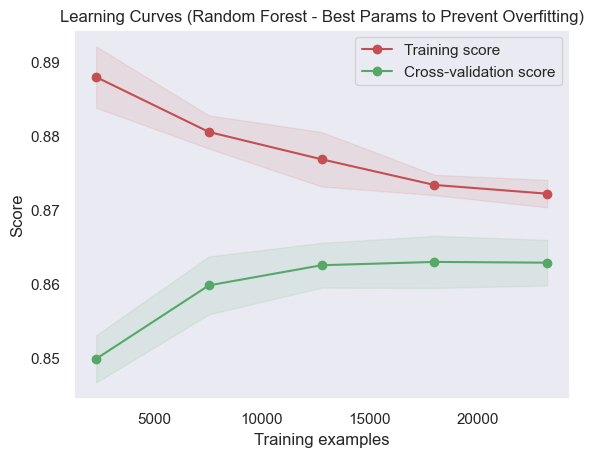 Learning Curves (Random Forest - Best Params to Prevent Overfitting)
Training score
Cross-validation score
0.89
0.88
0.87
0.86
0.85
Score
5000 10000 15000 20000
Training examples